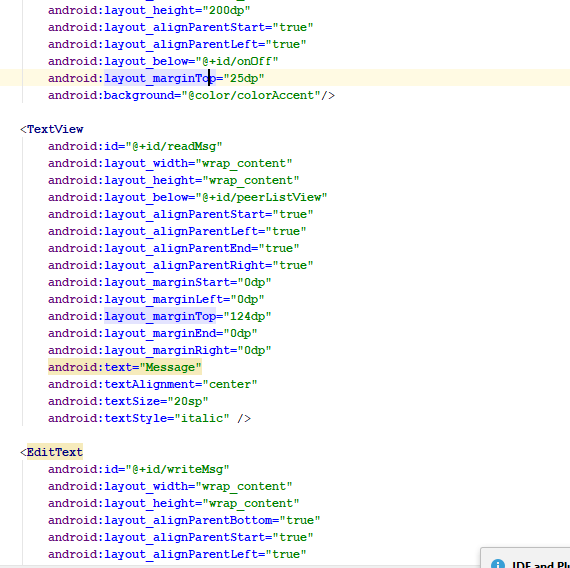 android:layout_height="200dp"
android:layout_alignParentStart="true"
android:layout_alignParentLeft="true"
android:layout_below="@+id/onOff"
android:layout_marginTop="25dp"
android:background="@color/colorAccent"/>
<TextView
android:id="@+id/readMsg"
android:layout_width="wrap_content"
android:layout_height="wrap_content"
android:layout_below="@+id/peerListView"
android:layout_alignParentStart="true"
android:layout_alignParentLeft="true"
android:layout_alignParentEnd="true"
android:layout_alignParentRight="true"
android:layout_marginStart="0dp"
android:layout_marginLeft="0dp"
android:layout_marginTop="124dp"
android:layout_marginEnd="0dp"
android:layout_marginRight="0dp"
android:text="Message"
android:textAlignment="center"
android:textSize="20sp"
android:textStyle="italic" />
<EditText
android:id="@+id/writeMsg"
android:layout_width="wrap_content"
android:layout_height="wrap_content"
android:layout_alignParentBottom="true"
android:layout_alignParentStart="true"
android:layout_alignParentLeft="true"
IDE and